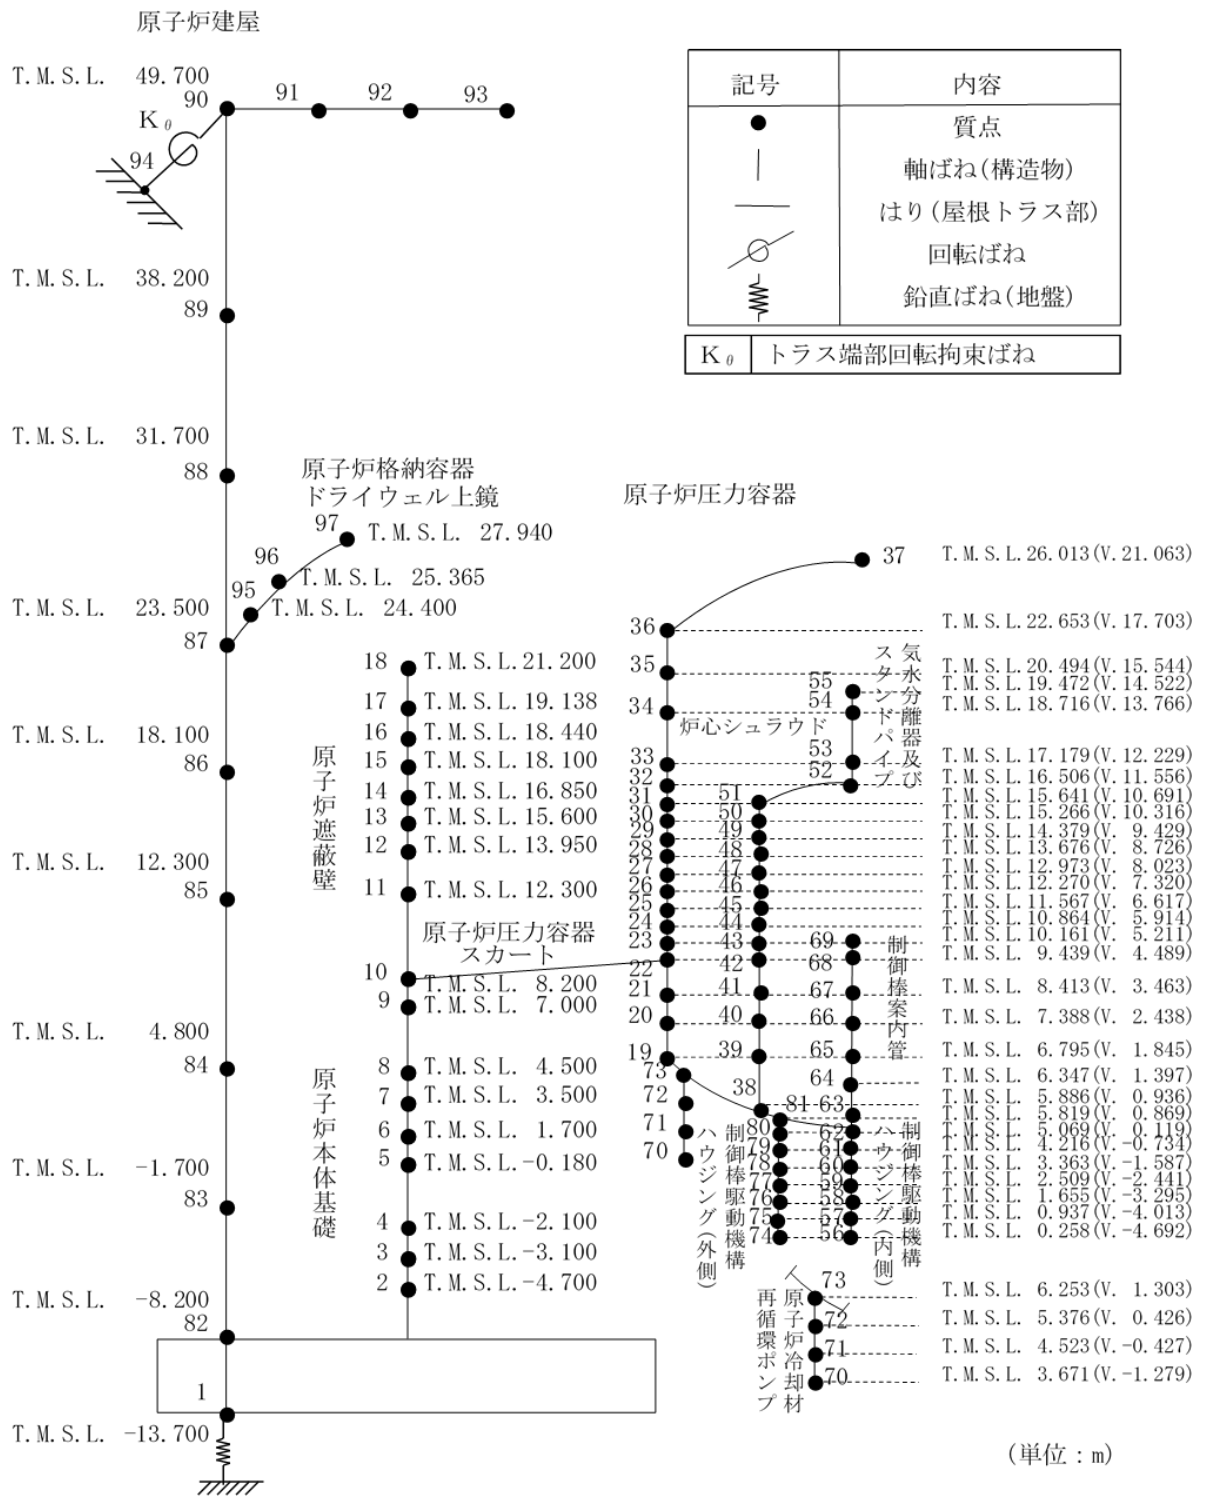 原子炉建屋
T.M.S.L. 49.700
90
91
92
93
Kθ
94
T.M.S.L. 38.200
89
T.M.S.L. 31.700
88
T.M.S.L. 23.500
87
T.M.S.L. 18.100
86
T.M.S.L. 12.300
85
T.M.S.L. 4.800
84
T.M.S.L. -1.700
83
T.M.S.L. -8.200
82
1
T.M.S.L. -13.700
記号 内容
質点
軸ばね(構造物)
はり(屋根トラス部)
回転ばね
鉛直ばね(地盤)
Kθ トラス端部回転拘束ばね
原子炉格納容器
ドライウェル上鏡
97 T.M.S.L. 27.940
96 T.M.S.L. 25.365
95 T.M.S.L. 24.400
原子炉遮蔽壁
18 T.M.S.L.21.200
17 T.M.S.L.19.138
16 T.M.S.L.18.440
15 T.M.S.L.18.100
14 T.M.S.L.16.850
13 T.M.S.L.15.600
12 T.M.S.L.13.950
11 T.M.S.L.12.300
原子炉圧力容器
スカート
10 T.M.S.L. 8.200
9 T.M.S.L. 7.000
原子炉本体基礎
8 T.M.S.L. 4.500
7 T.M.S.L. 3.500
6 T.M.S.L. 1.700
5 T.M.S.L.-0.180
4 T.M.S.L.-2.100
3 T.M.S.L.-3.100
2 T.M.S.L.-4.700
原子炉圧力容器
37
36
35
34
33
32
31
30
29
28
27
26
25
24
23
22
21
20
19
73
72
71
70
炉心シュラウド
51
50
49
48
47
46
45
44
43
42
41
40
39
38
気水分離器及び
スタンドパイプ
55
54
53
52
制御棒案内管
69
68
67
66
65
64
63
62
61
60
59
58
57
56
81
80
79
78
77
76
75
74
制御棒駆動機構
ハウジング(外側)
制御棒駆動機構
ハウジング(内側)
原子炉冷却材
再循環ポンプ
73
72
71
70
T.M.S.L.26.013(V.21.063)
T.M.S.L.22.653(V.17.703)
T.M.S.L.20.494(V.15.544)
T.M.S.L.19.472(V.14.522)
T.M.S.L.18.716(V.13.766)
T.M.S.L.17.179(V.12.229)
T.M.S.L.16.506(V.11.556)
T.M.S.L.15.641(V.10.691)
T.M.S.L.15.266(V.10.316)
T.M.S.L.14.379(V. 9.429)
T.M.S.L.13.676(V. 8.726)
T.M.S.L.12.973(V. 8.023)
T.M.S.L.12.270(V. 7.320)
T.M.S.L.11.567(V. 6.617)
T.M.S.L.10.864(V. 5.914)
T.M.S.L.10.161(V. 5.211)
T.M.S.L. 9.439(V. 4.489)
T.M.S.L. 8.413(V. 3.463)
T.M.S.L. 7.388(V. 2.438)
T.M.S.L. 6.795(V. 1.845)
T.M.S.L. 6.347(V. 1.397)
T.M.S.L. 5.886(V. 0.936)
T.M.S.L. 5.819(V. 0.869)
T.M.S.L. 5.069(V. 0.119)
T.M.S.L. 4.216(V.-0.734)
T.M.S.L. 3.363(V.-1.587)
T.M.S.L. 2.509(V.-2.441)
T.M.S.L. 1.655(V.-3.295)
T.M.S.L. 0.937(V.-4.013)
T.M.S.L. 0.258(V.-4.692)
T.M.S.L. 6.253(V. 1.303)
T.M.S.L. 5.376(V. 0.426)
T.M.S.L. 4.523(V.-0.427)
T.M.S.L. 3.671(V.-1.279)
(単位：m)